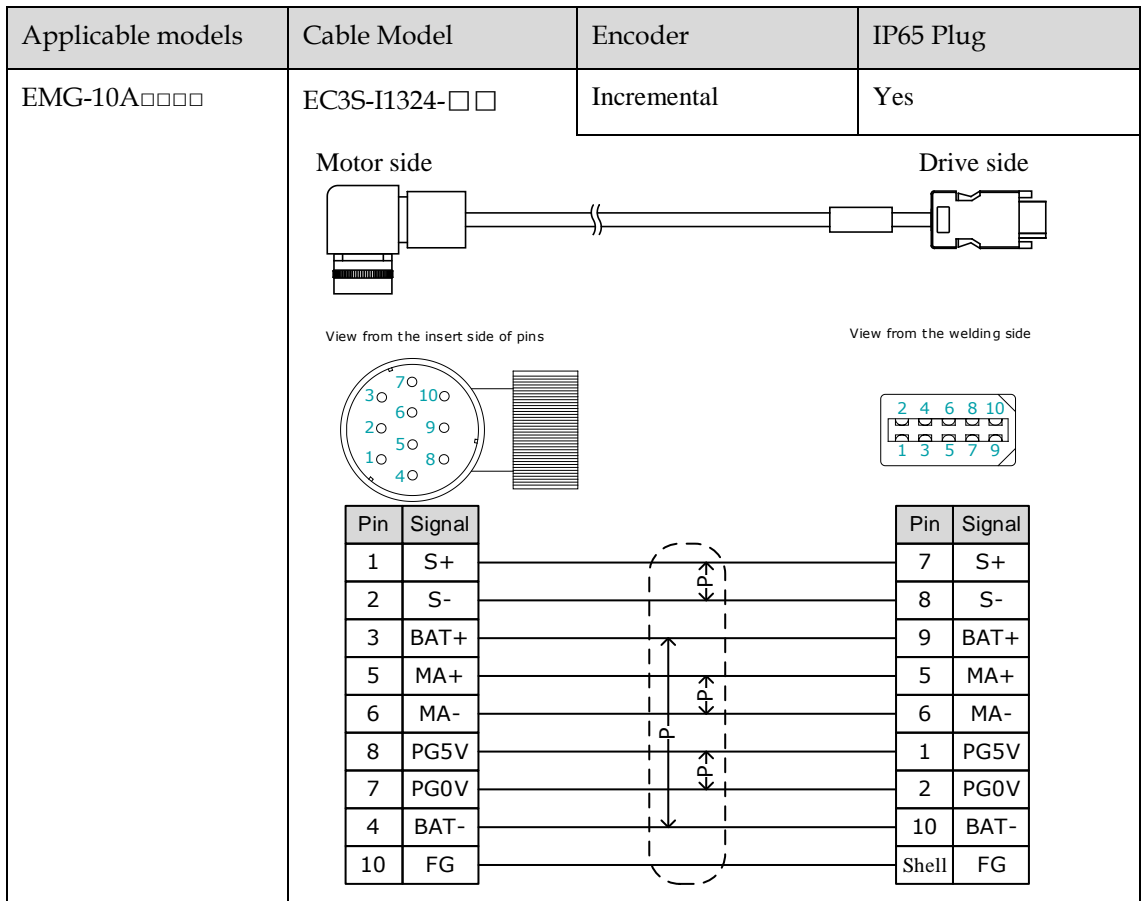 Applicable models Cable Model Encoder IP65 Plug
EMG-10A□□□□ EC3S-I1324-□□ Incremental Yes
Motor side Drive side
View from the insert side of pins View from the welding side
7
3 10
6
2 9
5
1 8
4
2 4 6 8 10
1 3 5 7 9
Pin Signal Pin Signal
1 S+ P 7 S+
2 S- 8 S-
3 BAT+ 9 BAT+
5 MA+ P 5 MA+
6 MA- 6 MA-
P
8 PG5V P 1 PG5V
7 PG0V 2 PG0V
4 BAT- 10 BAT-
10 FG Shell FG